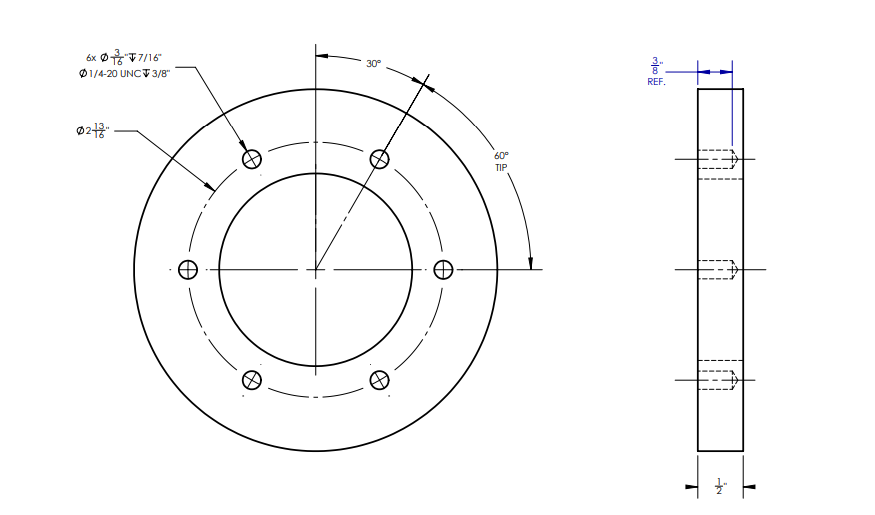 6x Ø 3/16" ↧ 7/16"
Ø 1/4-20 UNC ↧ 3/8"
Ø2 13/16"
30°
60°
TIP
3/8"
REF.
1/2"